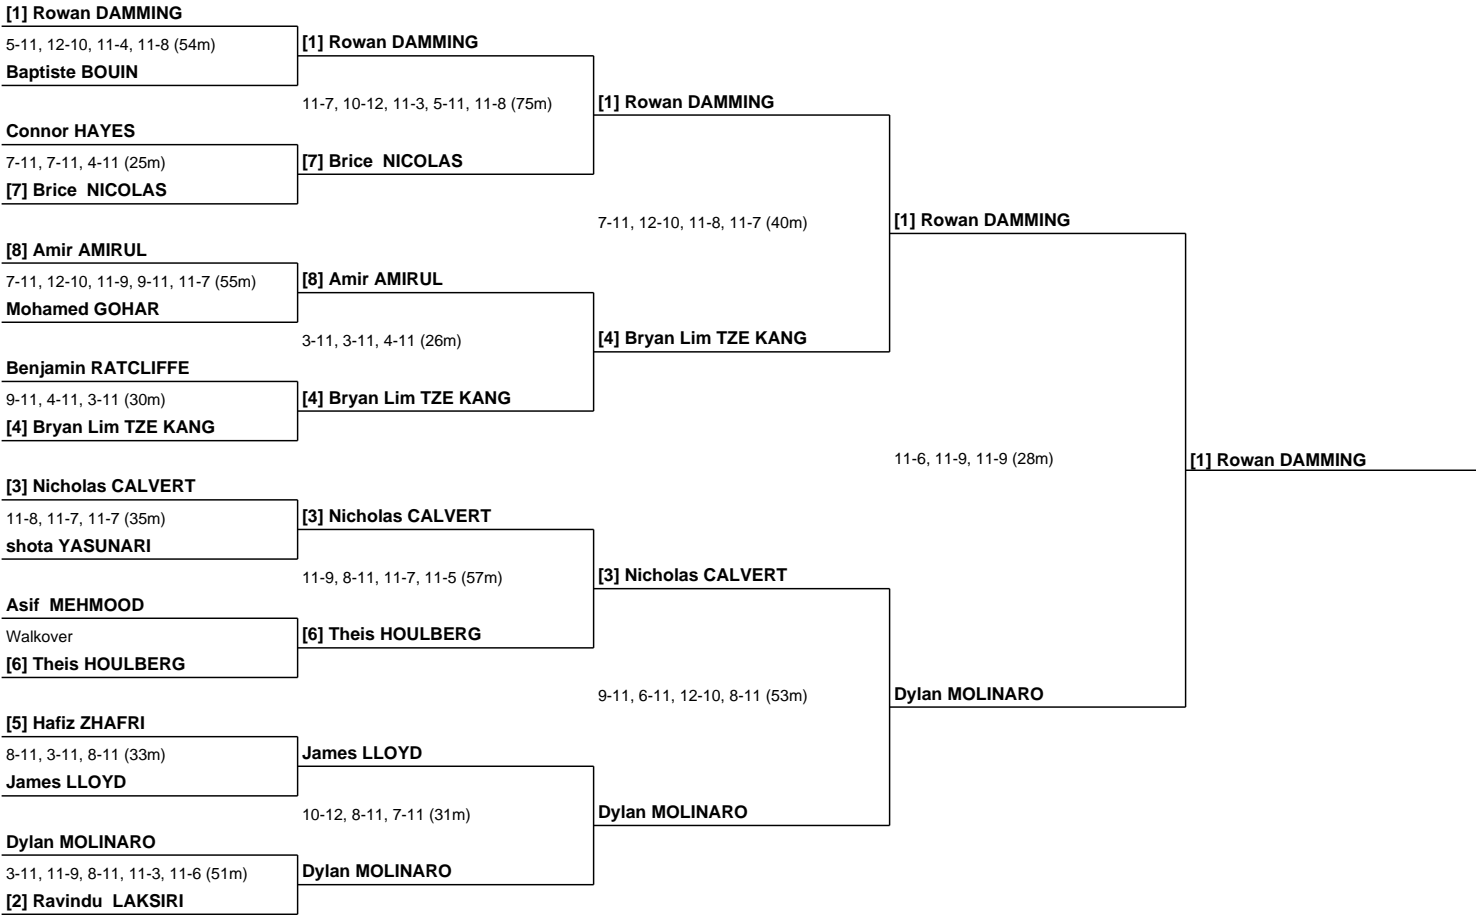 [1] Rowan DAMMING
5-11, 12-10, 11-4, 11-8 (54m)
Baptiste BOUIN
Connor HAYES
7-11, 7-11, 4-11 (25m)
[7] Brice  NICOLAS
[8] Amir AMIRUL
7-11, 12-10, 11-9, 9-11, 11-7 (55m)
Mohamed GOHAR
Benjamin RATCLIFFE
9-11, 4-11, 3-11 (30m)
[4] Bryan Lim TZE KANG
[3] Nicholas CALVERT
11-8, 11-7, 11-7 (35m)
shota YASUNARI
Asif  MEHMOOD
Walkover
[6] Theis HOULBERG
[5] Hafiz ZHAFRI
8-11, 3-11, 8-11 (33m)
James LLOYD
Dylan MOLINARO
3-11, 11-9, 8-11, 11-3, 11-6 (51m)
[2] Ravindu  LAKSIRI
[1] Rowan DAMMING
11-7, 10-12, 11-3, 5-11, 11-8 (75m)
[7] Brice  NICOLAS
[8] Amir AMIRUL
3-11, 3-11, 4-11 (26m)
[4] Bryan Lim TZE KANG
[3] Nicholas CALVERT
11-9, 8-11, 11-7, 11-5 (57m)
[6] Theis HOULBERG
James LLOYD
10-12, 8-11, 7-11 (31m)
Dylan MOLINARO
[1] Rowan DAMMING
7-11, 12-10, 11-8, 11-7 (40m)
[4] Bryan Lim TZE KANG
[3] Nicholas CALVERT
9-11, 6-11, 12-10, 8-11 (53m)
Dylan MOLINARO
[1] Rowan DAMMING
11-6, 11-9, 11-9 (28m)
Dylan MOLINARO
[1] Rowan DAMMING